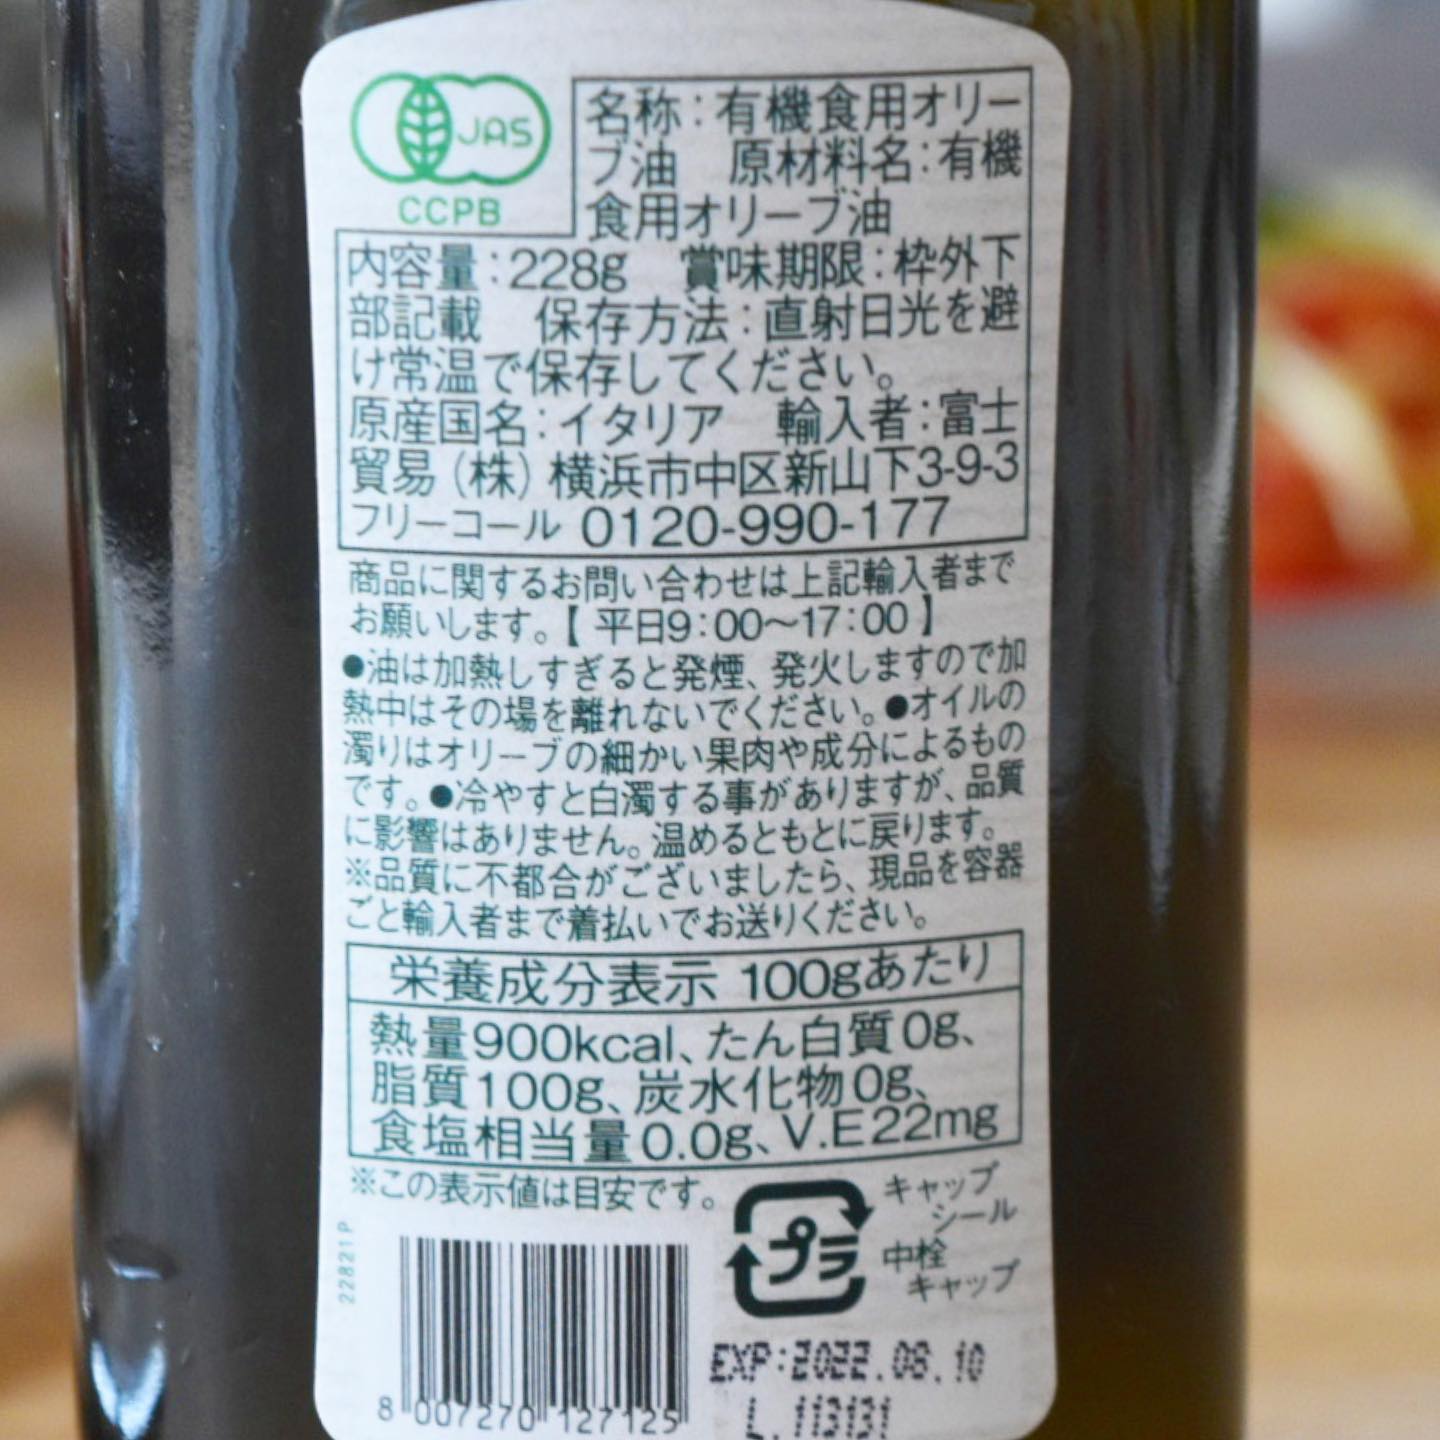 JAS
CCPB
名称：有機食用オリー
ブ油　原材料名：有機
食用オリーブ油
内容量：228g　賞味期限：枠外下
部記載　保存方法：直射日光を避
け常温で保存してください。
原産国名：イタリア　輸入者：富士
貿易（株）横浜市中区新山下3-9-3
フリーコール 0120-990-177
商品に関するお問い合わせは上記輸入者まで
お願いします。【 平日9：00〜17：00 】
●油は加熱しすぎると発煙、発火しますので加
熱中はその場を離れないでください。●オイルの
濁りはオリーブの細かい果肉や成分によるもの
です。●冷やすと白濁する事がありますが、品質
に影響はありません。温めるともとに戻ります。
※品質に不都合がございましたら、現品を容器
ごと輸入者まで着払いでお送りください。
栄養成分表示 100gあたり
熱量900kcal、たん白質0g、
脂質100g、炭水化物0g、
食塩相当量0.0g、V.E22mg
※この表示値は目安です。
プラ
キャップ
シール
中栓
キャップ
22821P
EXP:2022.08.10
L.113131
8 007270 127125